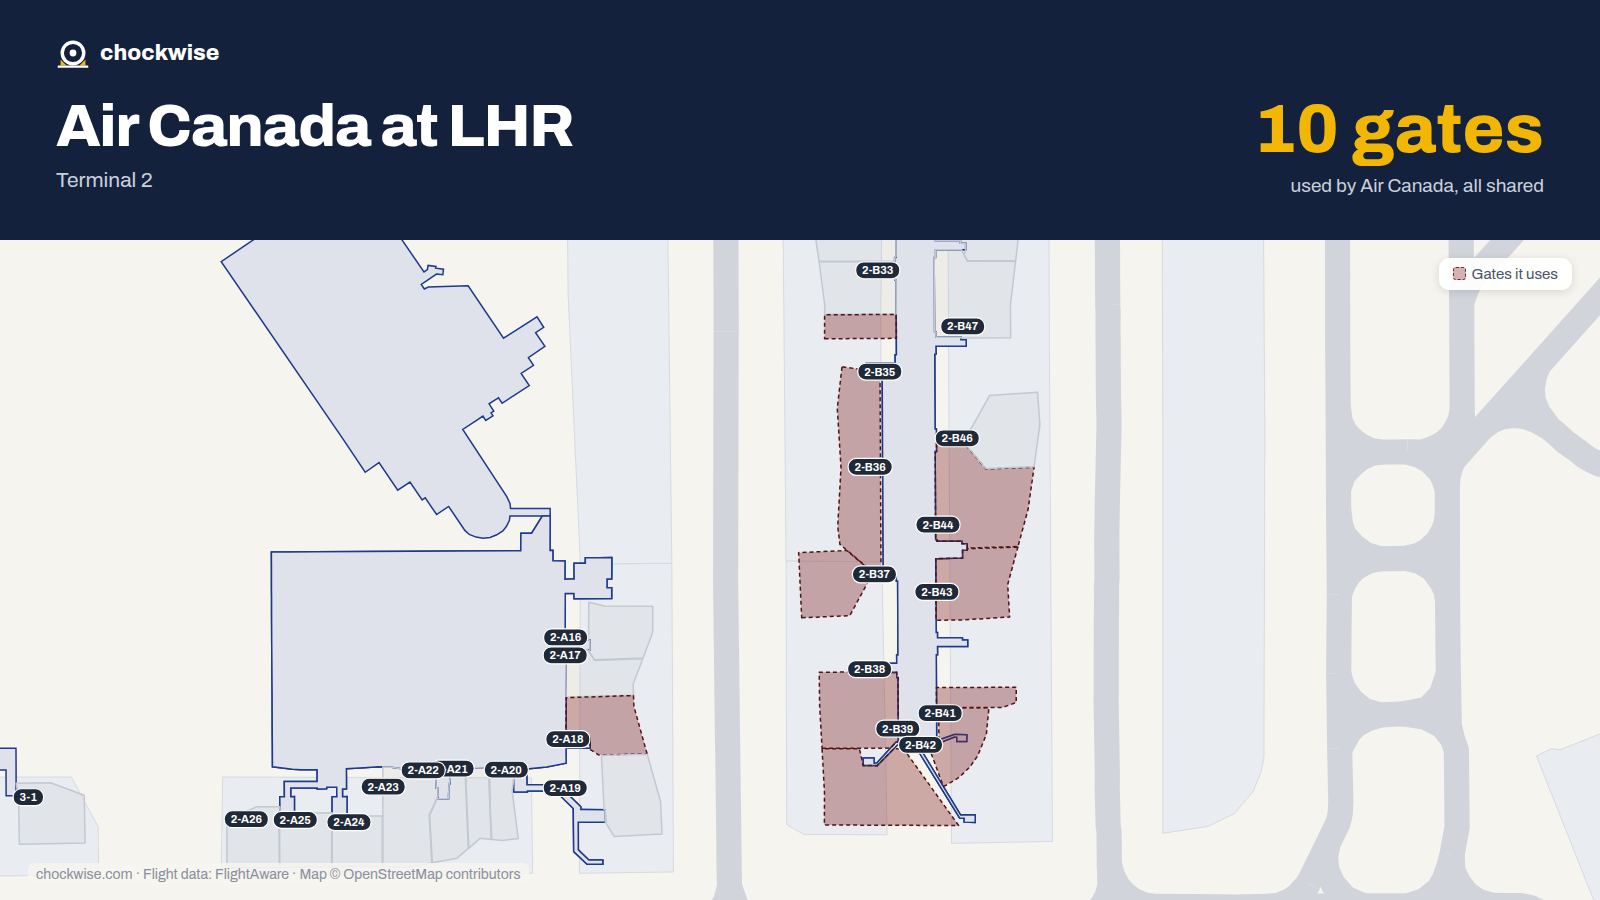 chockwise
Air Canada at LHR
Terminal 2
10 gates
used by Air Canada, all shared
Gates it uses
2-B33
2-B47
2-B35
2-B46
2-B36
2-B44
2-B37
2-B43
2-A16
2-A17
2-B38
2-B41
2-B39
2-A18
2-B42
2-A22
A21
2-A20
2-A23
2-A19
3-1
2-A26
2-A25
2-A24
chockwise.com · Flight data: FlightAware · Map © OpenStreetMap contributors